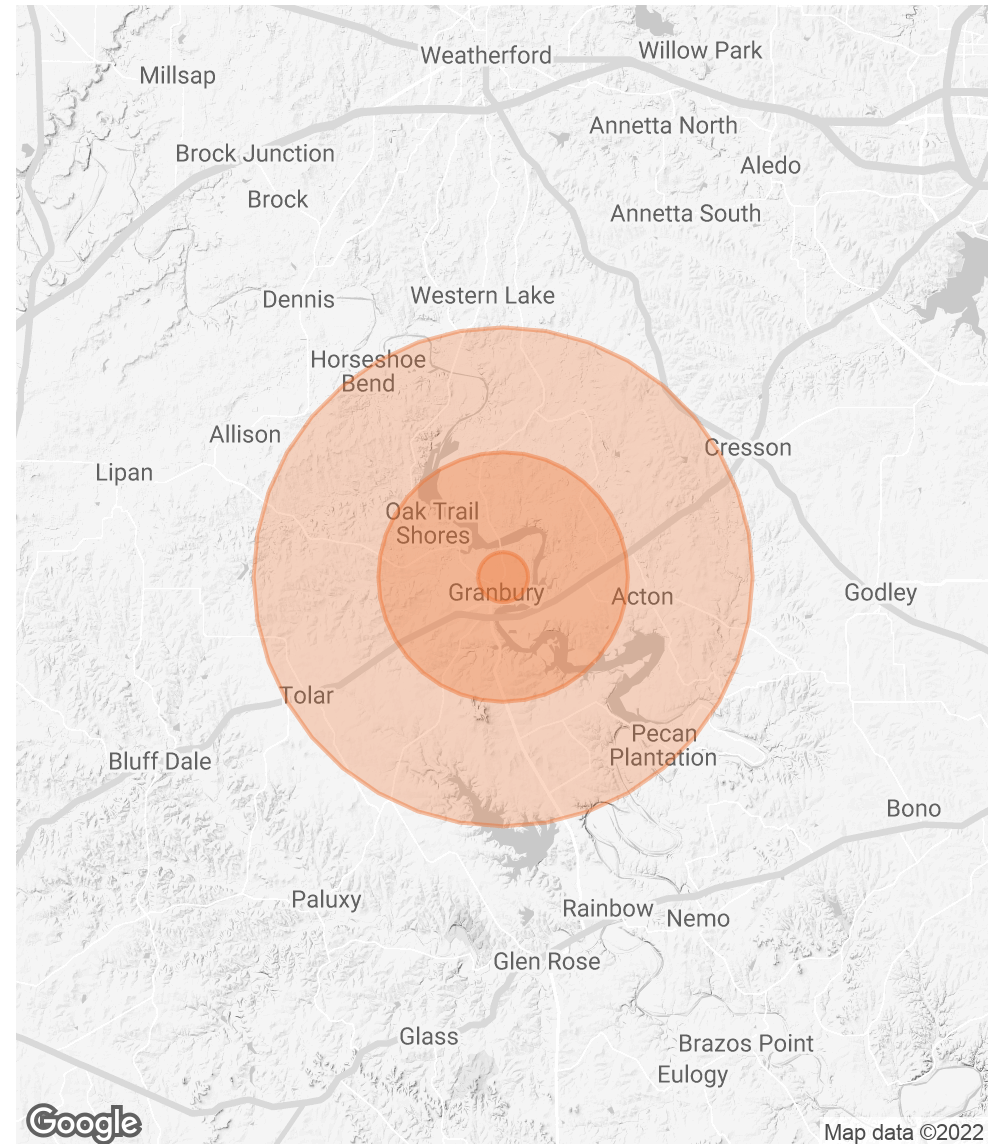 Weatherford
Willow Park
Millsap
Annetta North
Brock Junction
Aledo
Brock
Annetta South
Dennis
Western Lake
Horseshoe
Bend
Allison
Cresson
Lipan
Oak Trail
Shores
Granbury
Acton
Godley
Tolar
Pecan
Plantation
Bluff Dale
Bono
Paluxy
Rainbow
Nemo
Glen Rose
Glass
Brazos Point
Eulogy
Google
Map data ©2022